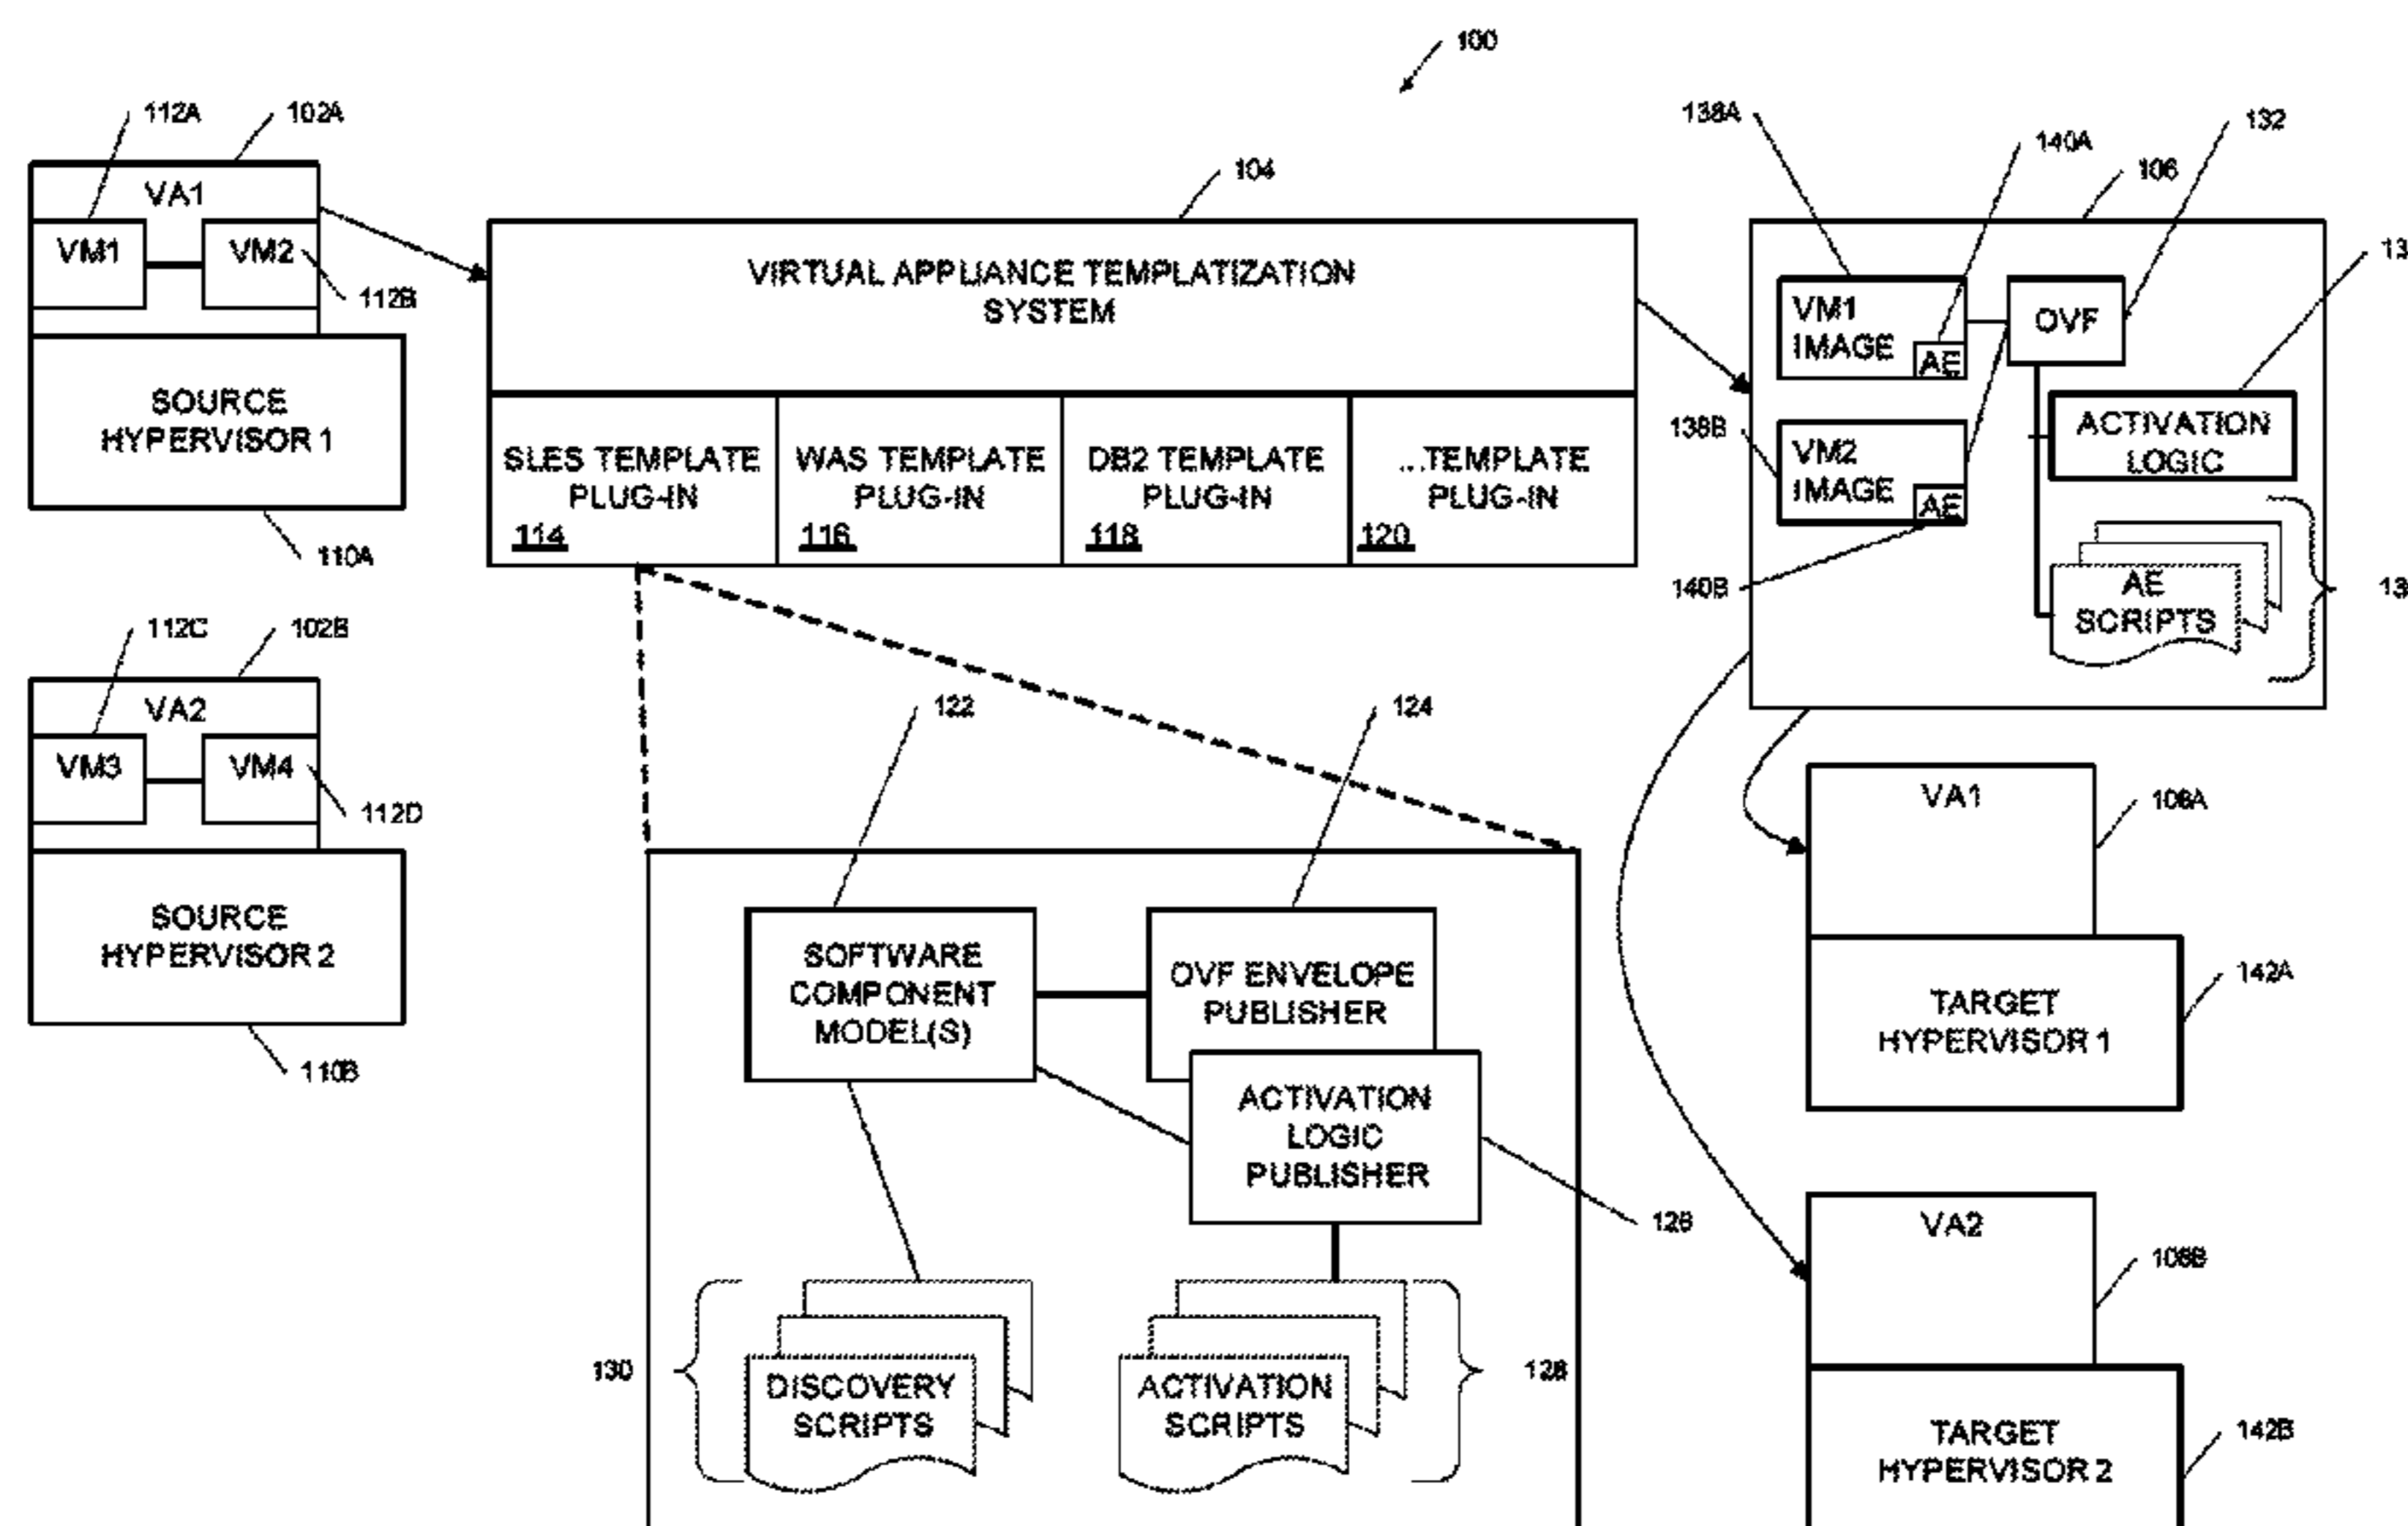 100
112A
102A
VA1
VM1
VM2
112B
SOURCE
HYPERVISOR 1
110A
104
VIRTUAL APPLIANCE TEMPLATIZATION
SYSTEM
SLES TEMPLATE
PLUG-IN
114
WAS TEMPLATE
PLUG-IN
116
DB2 TEMPLATE
PLUG-IN
118
...TEMPLATE
PLUG-IN
120
138A
140A
132
106
VM1
IMAGE
AE
OVF
13
138B
VM2
IMAGE
AE
ACTIVATION
LOGIC
140B
AE
SCRIPTS
13
112C
102B
VA2
VM3
VM4
112D
SOURCE
HYPERVISOR 2
110B
122
124
SOFTWARE
COMPONENT
MODEL(S)
OVF ENVELOPE
PUBLISHER
ACTIVATION
LOGIC
PUBLISHER
126
130
DISCOVERY
SCRIPTS
ACTIVATION
SCRIPTS
128
VA1
108A
TARGET
HYPERVISOR 1
142A
VA2
108B
TARGET
HYPERVISOR 2
142B